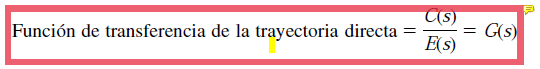 Función de transferencia de la trayectoria directa = C(s)/E(s) = G(s)